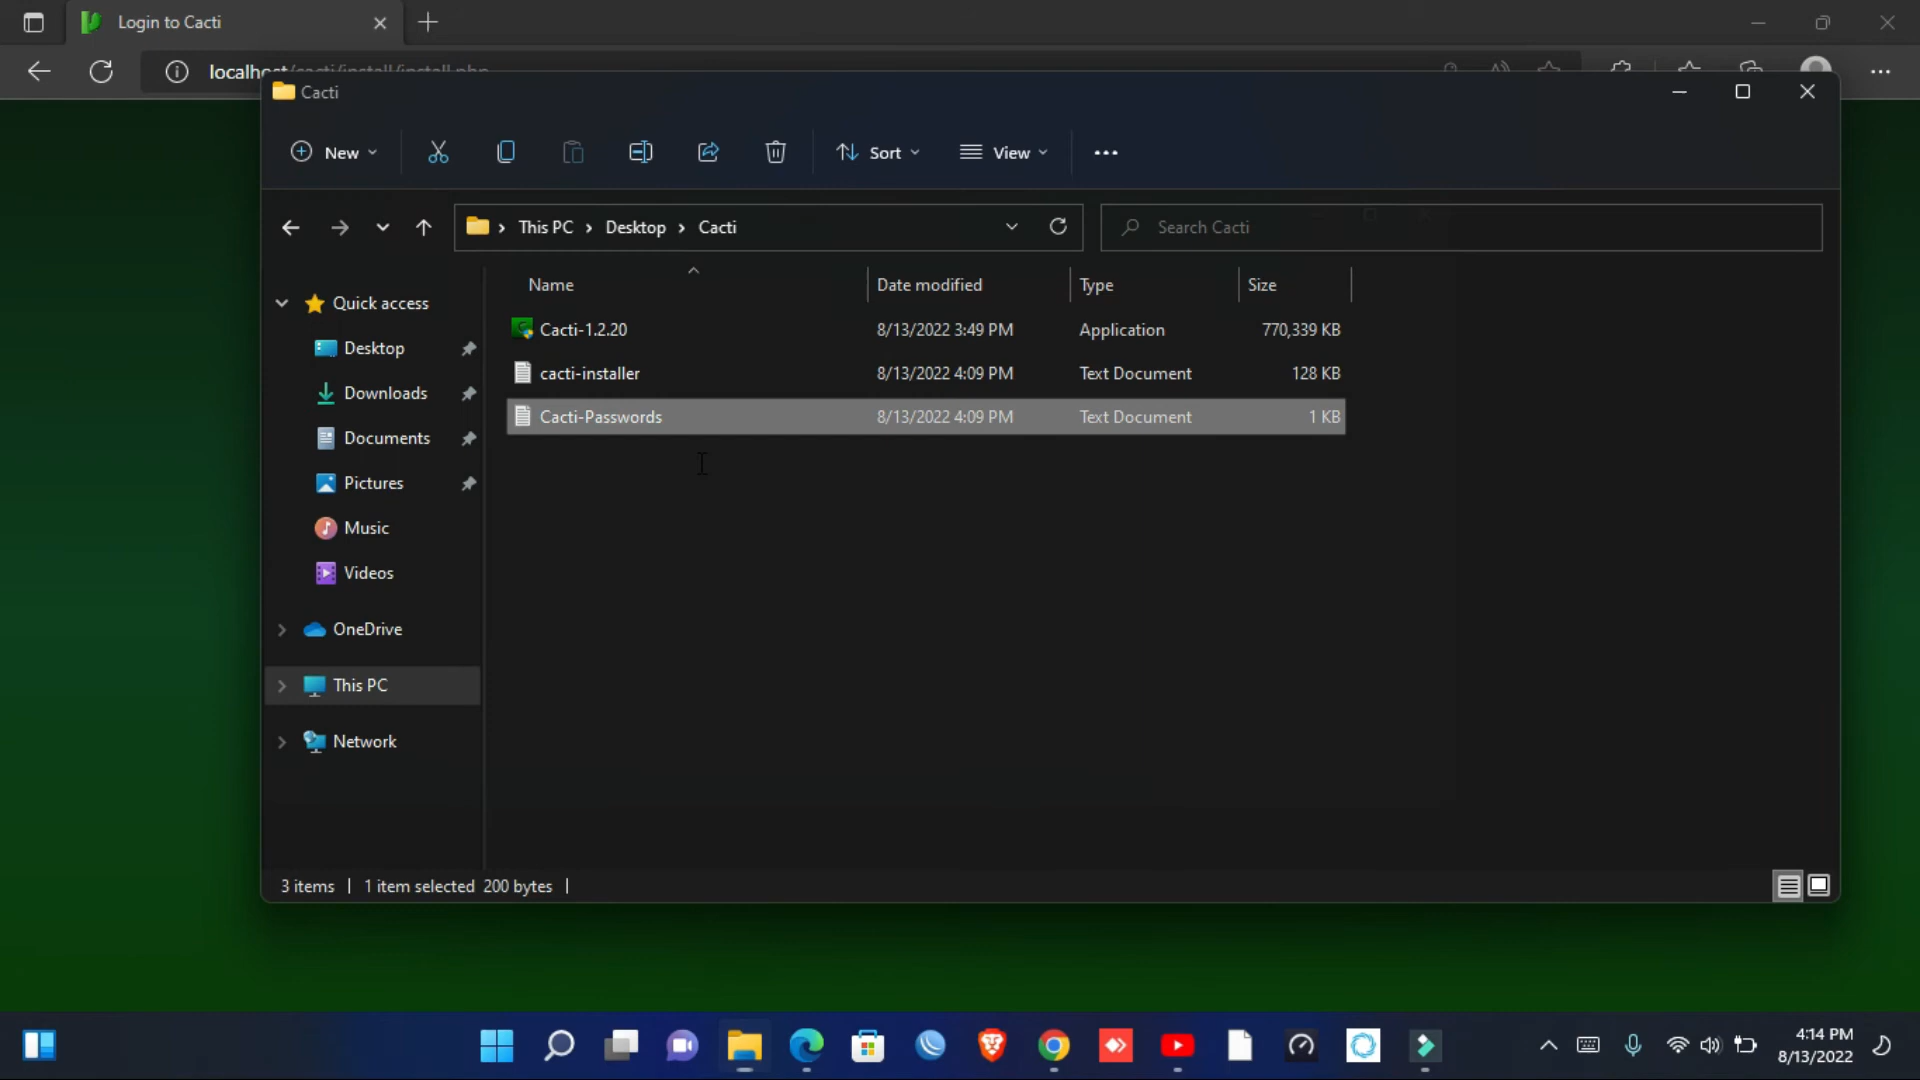 Login to Cacti
localhost/cacti/install/install.php
Cacti
New
Sort
View
This PC > Desktop > Cacti
Search Cacti
Name Date modified Type Size
Quick access
Desktop
Downloads
Documents
Pictures
Music
Videos
OneDrive
This PC
Network
Cacti-1.2.20 8/13/2022 3:49 PM Application 770,339 KB
cacti-installer 8/13/2022 4:09 PM Text Document 128 KB
Cacti-Passwords 8/13/2022 4:09 PM Text Document 1 KB
3 items 1 item selected 200 bytes
4:14 PM
8/13/2022